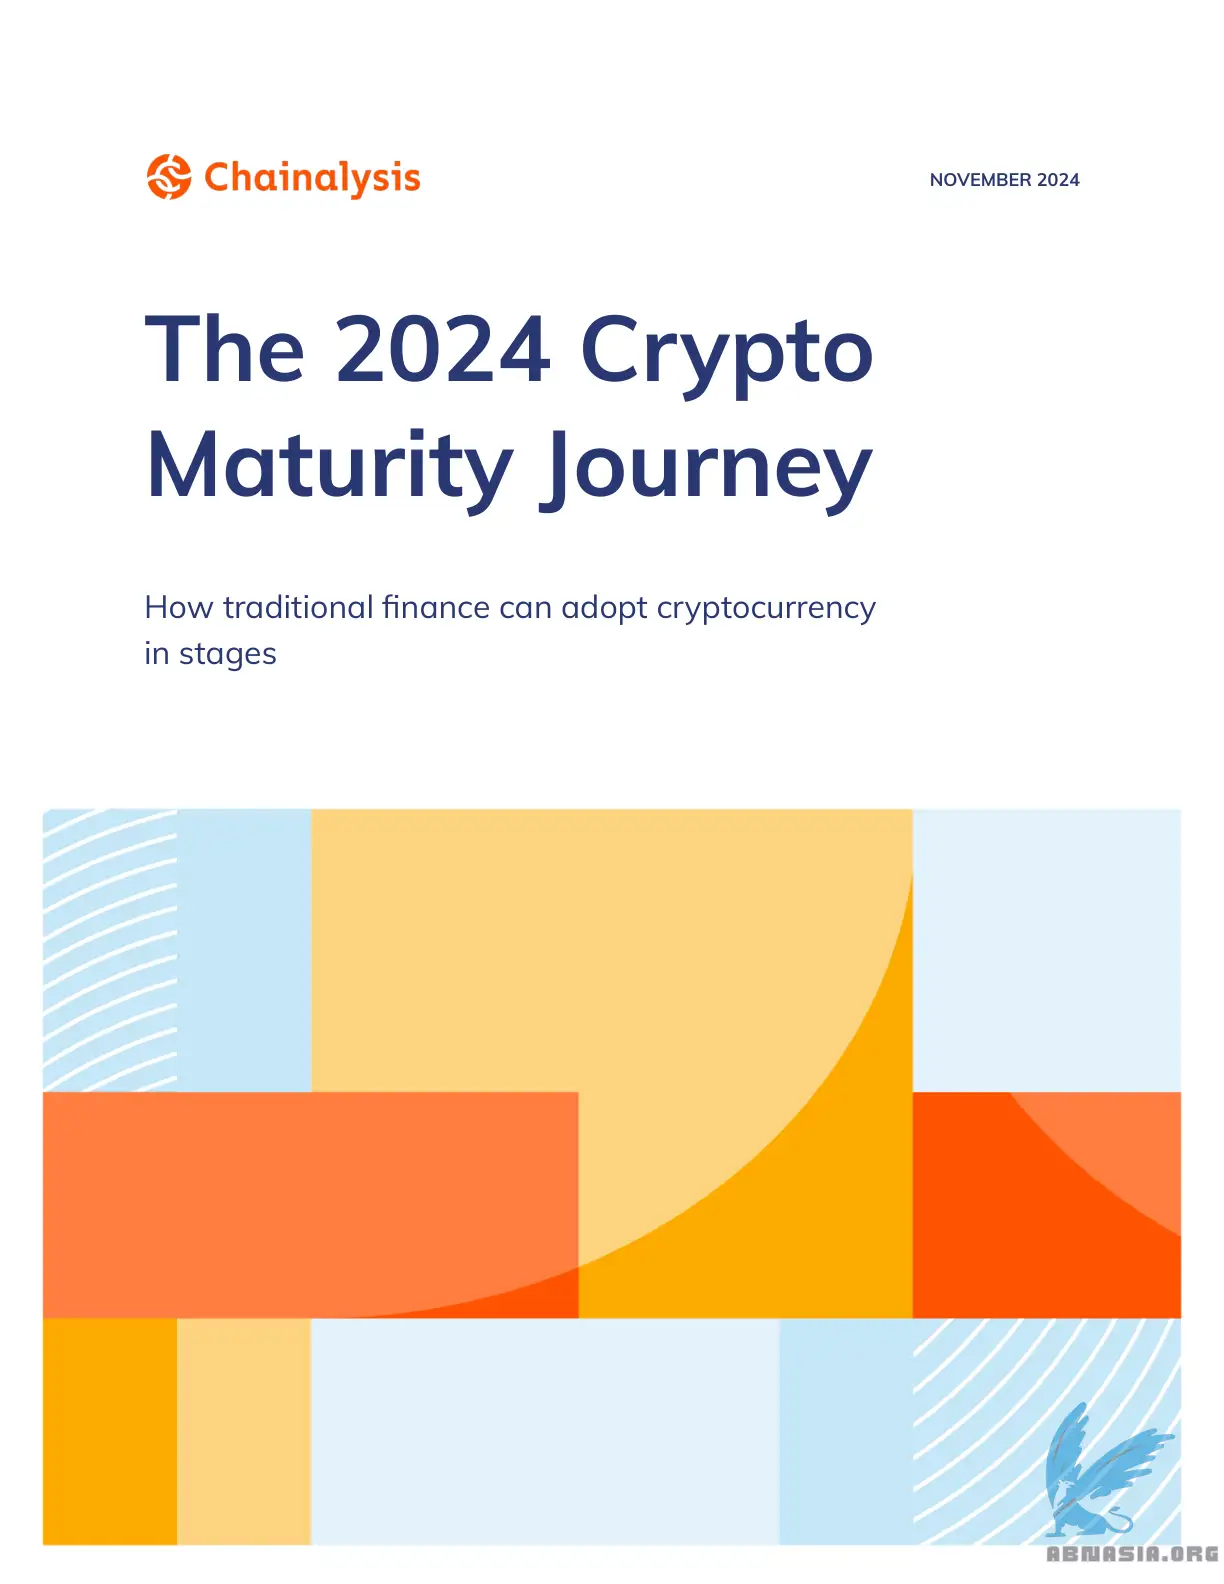 Chainalysis
NOVEMBER 2024
The 2024 Crypto
Maturity Journey
How traditional finance can adopt cryptocurrency
in stages
ABNASIA.ORG